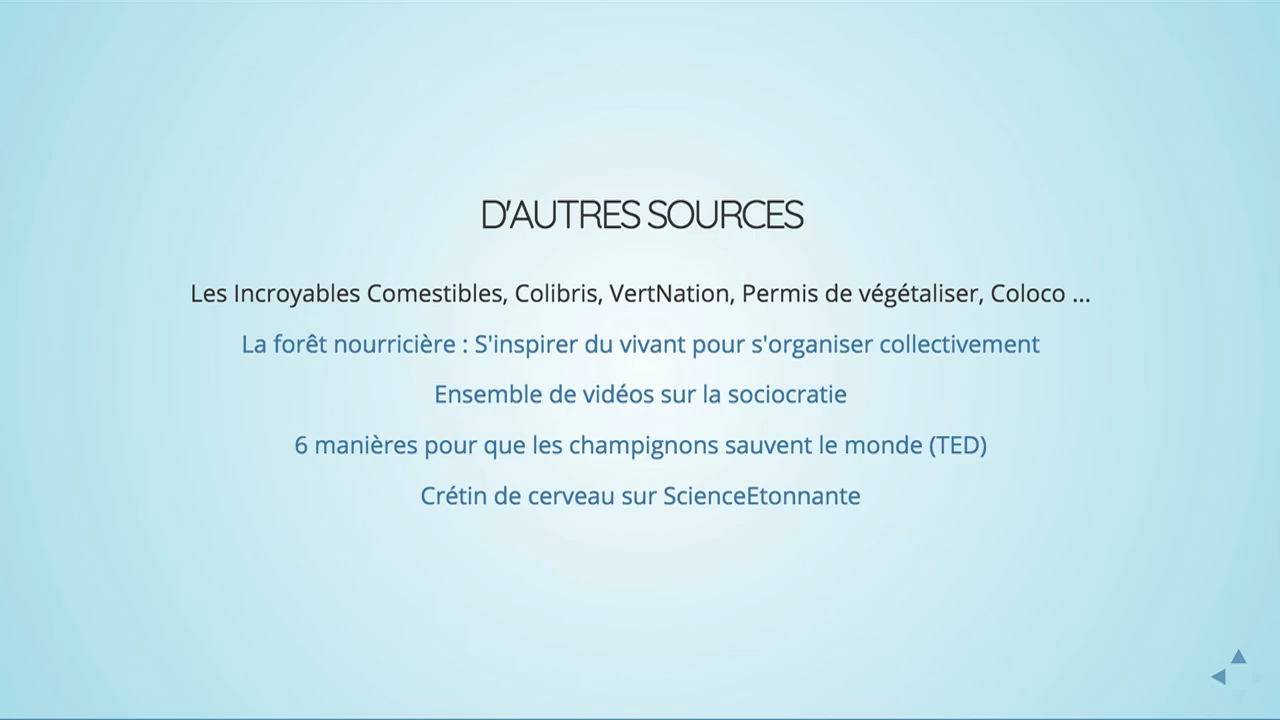 D'AUTRES SOURCES
Les Incroyables Comestibles, Colibris, VertNation, Permis de végétaliser, Coloco ...
La forêt nourricière : S'inspirer du vivant pour s'organiser collectivement
Ensemble de vidéos sur la sociocratie
6 manières pour que les champignons sauvent le monde (TED)
Crétin de cerveau sur ScienceEtonnante